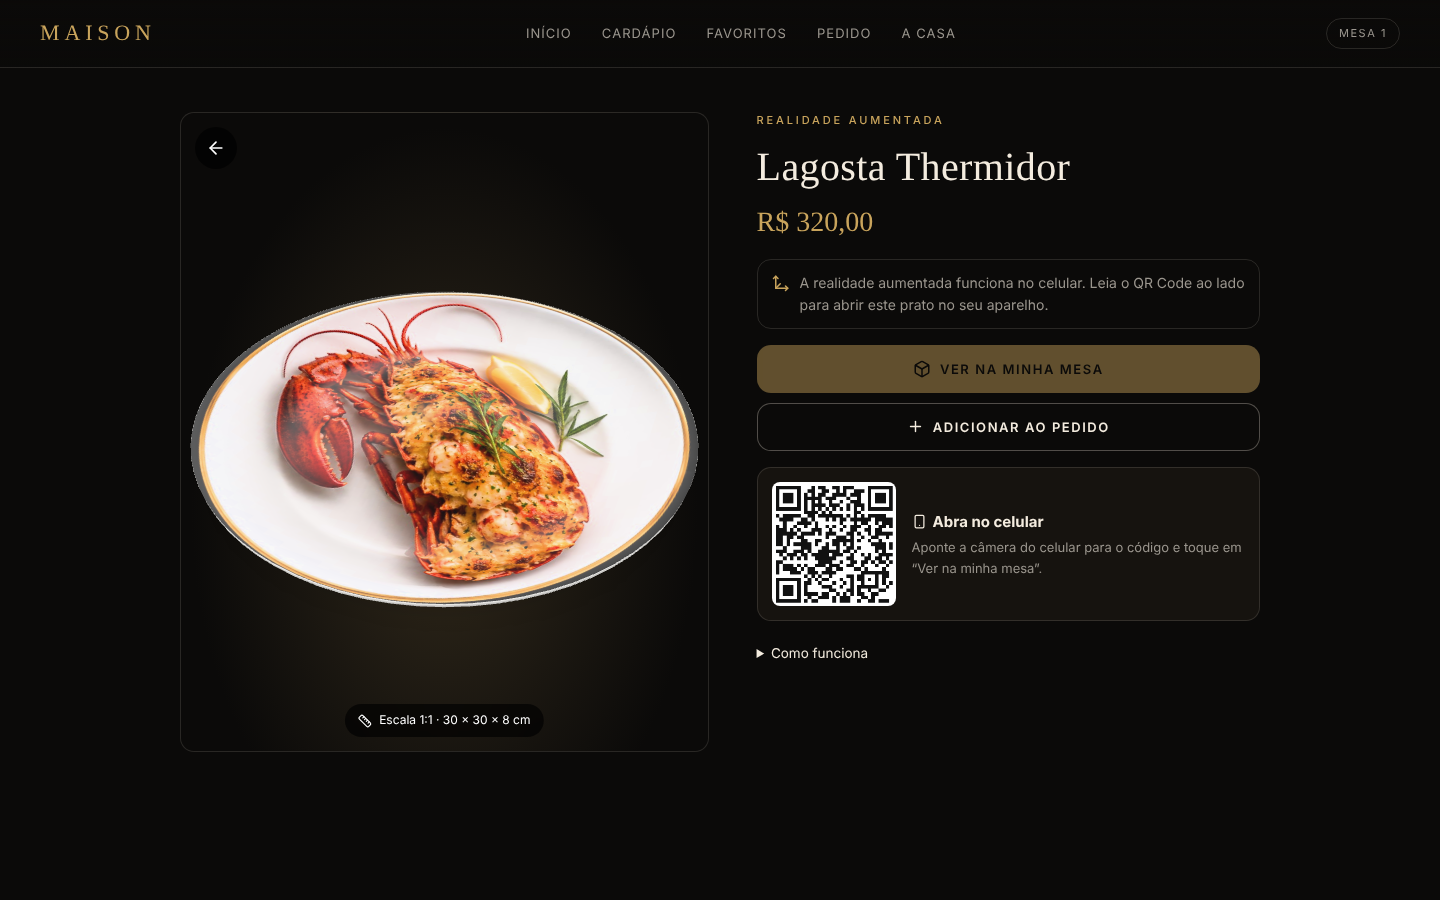 MAISON
INÍCIO
CARDÁPIO
FAVORITOS
PEDIDO
A CASA
MESA 1
REALIDADE AUMENTADA
Lagosta Thermidor
R$ 320,00
A realidade aumentada funciona no celular. Leia o QR Code ao lado
para abrir este prato no seu aparelho.
VER NA MINHA MESA
ADICIONAR AO PEDIDO
Abra no celular
Aponte a câmera do celular para o código e toque em
“Ver na minha mesa”.
Como funciona
Escala 1:1 · 30 × 30 × 8 cm